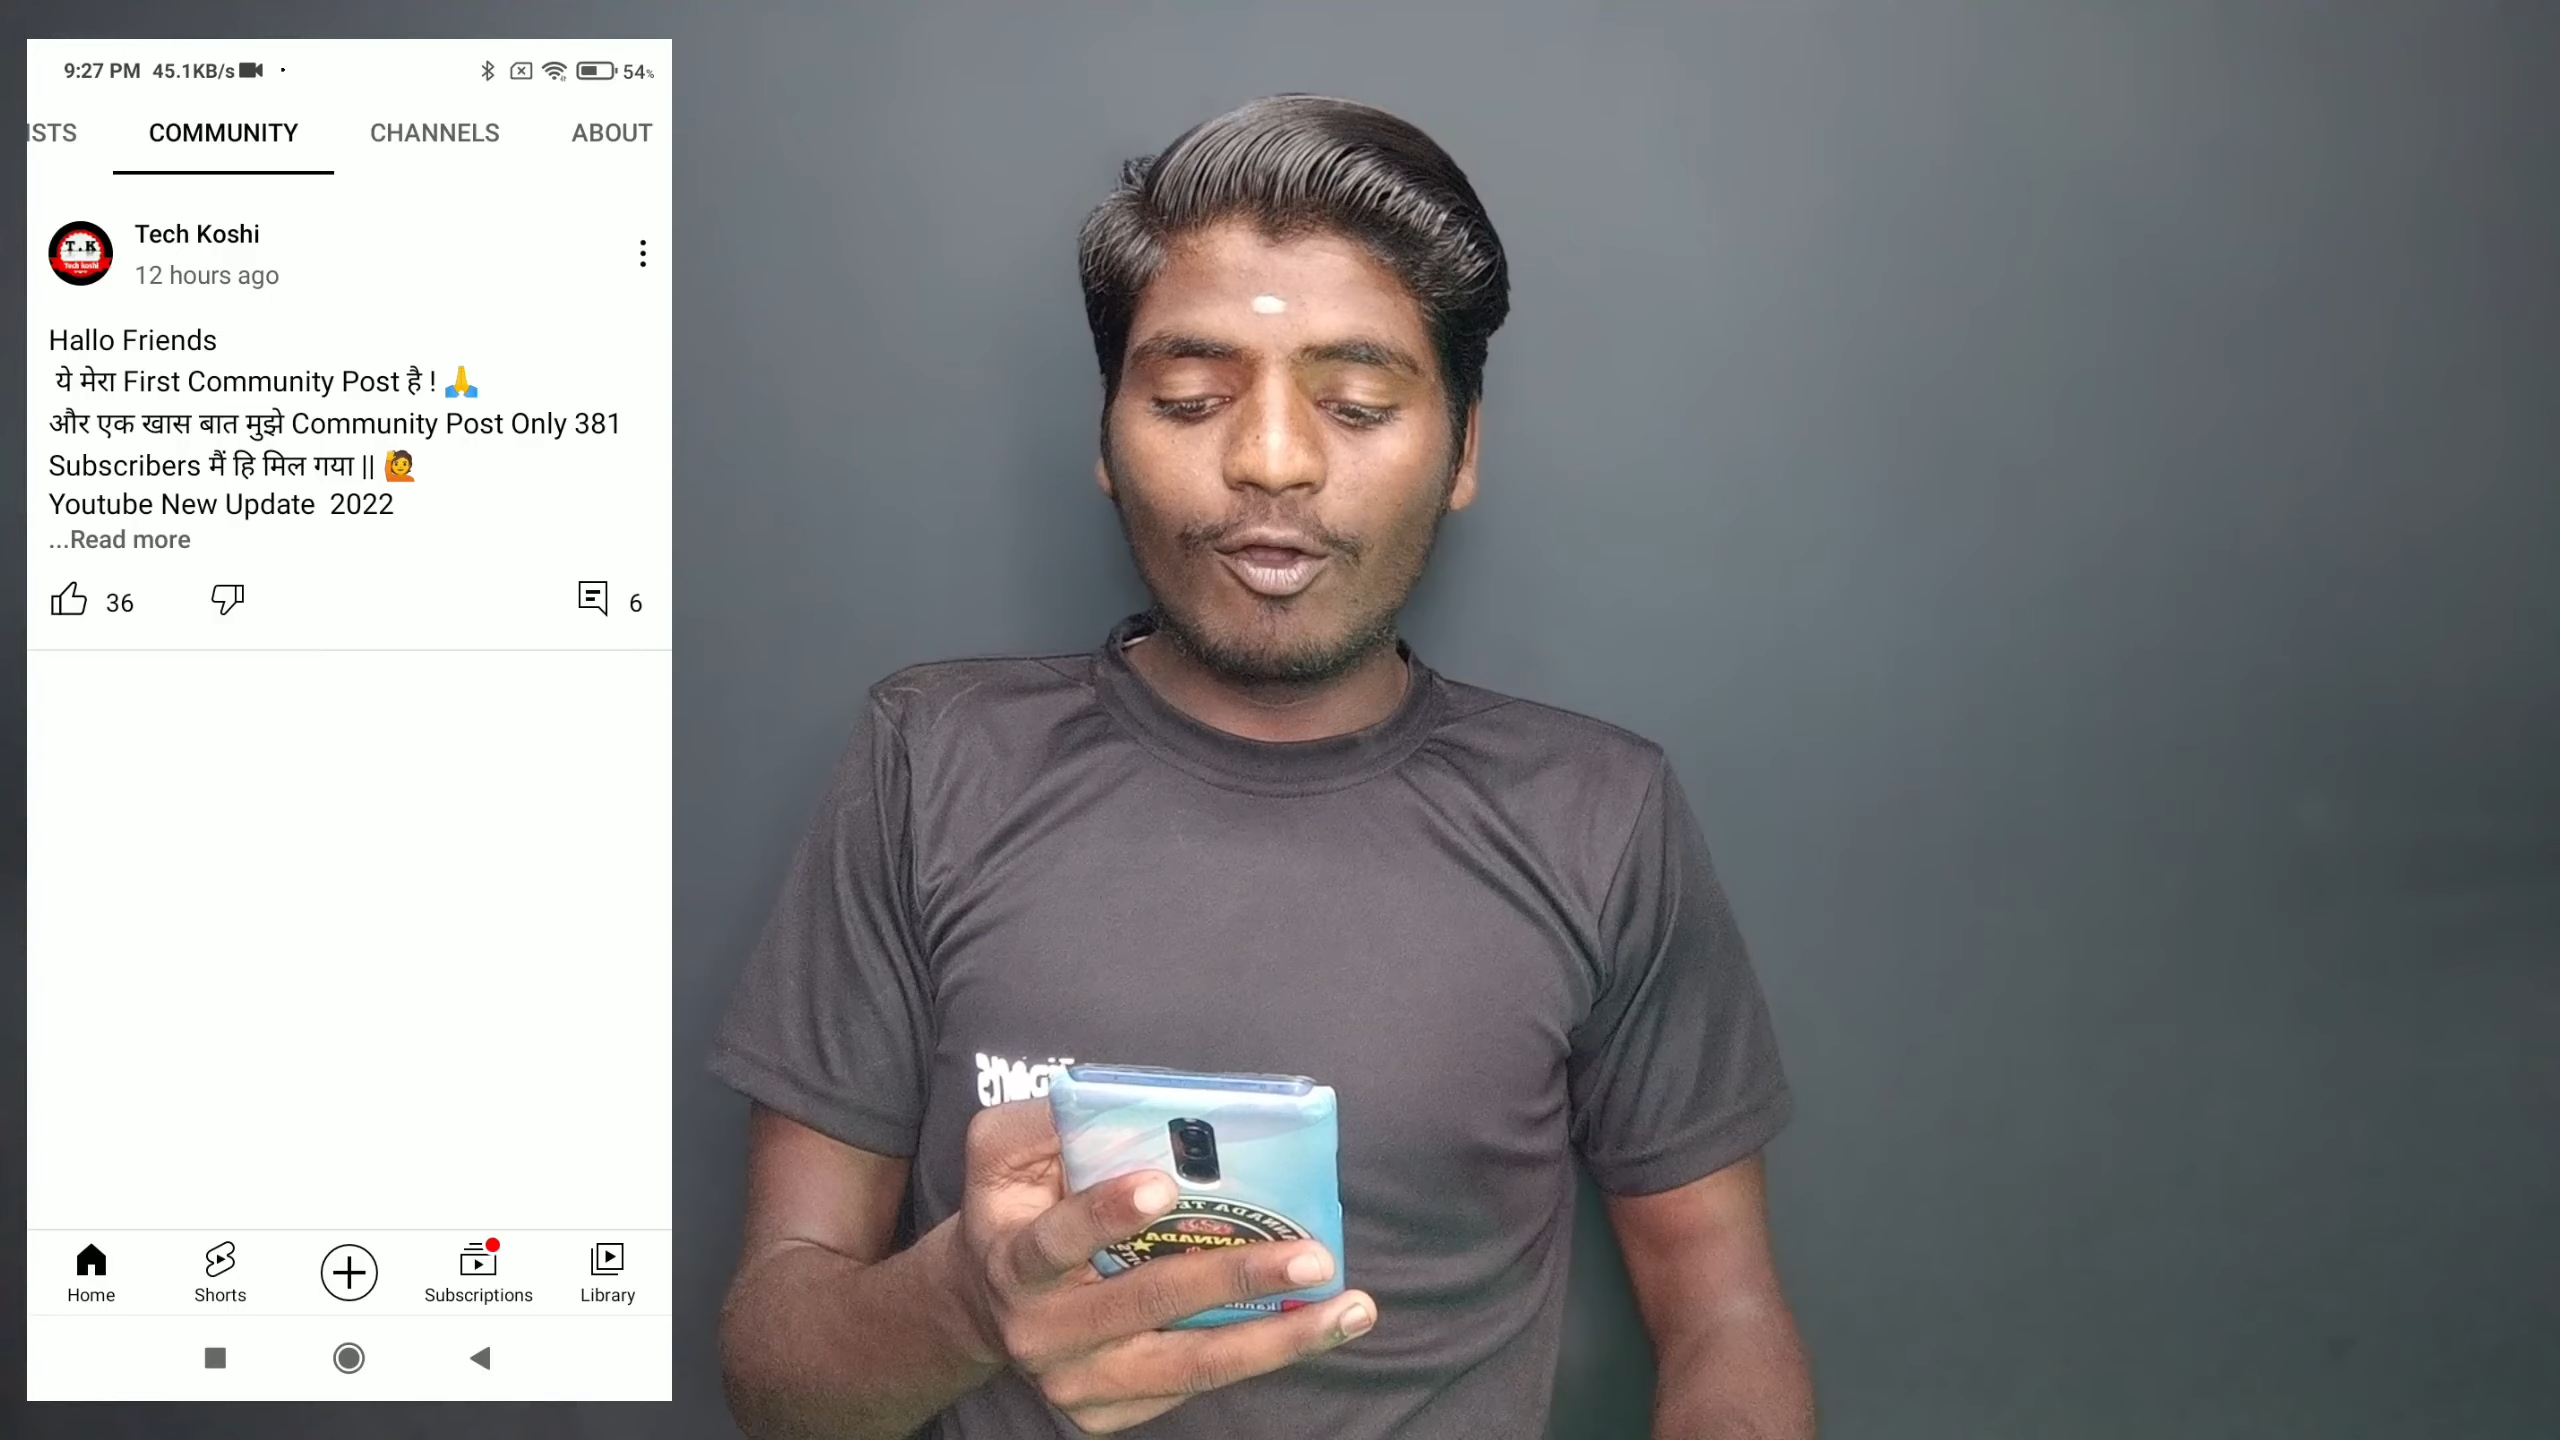 9:27 PM 45.1KB/s 54%
ISTS COMMUNITY CHANNELS ABOUT
T.K
Tech koshi
Tech Koshi
12 hours ago
Hallo Friends
ये मेरा First Community Post है ! 🙏
और एक खास बात मुझे Community Post Only 381
Subscribers मैं हि मिल गया || 🙋
Youtube New Update 2022
...Read more
36 6
Home Shorts Subscriptions Library